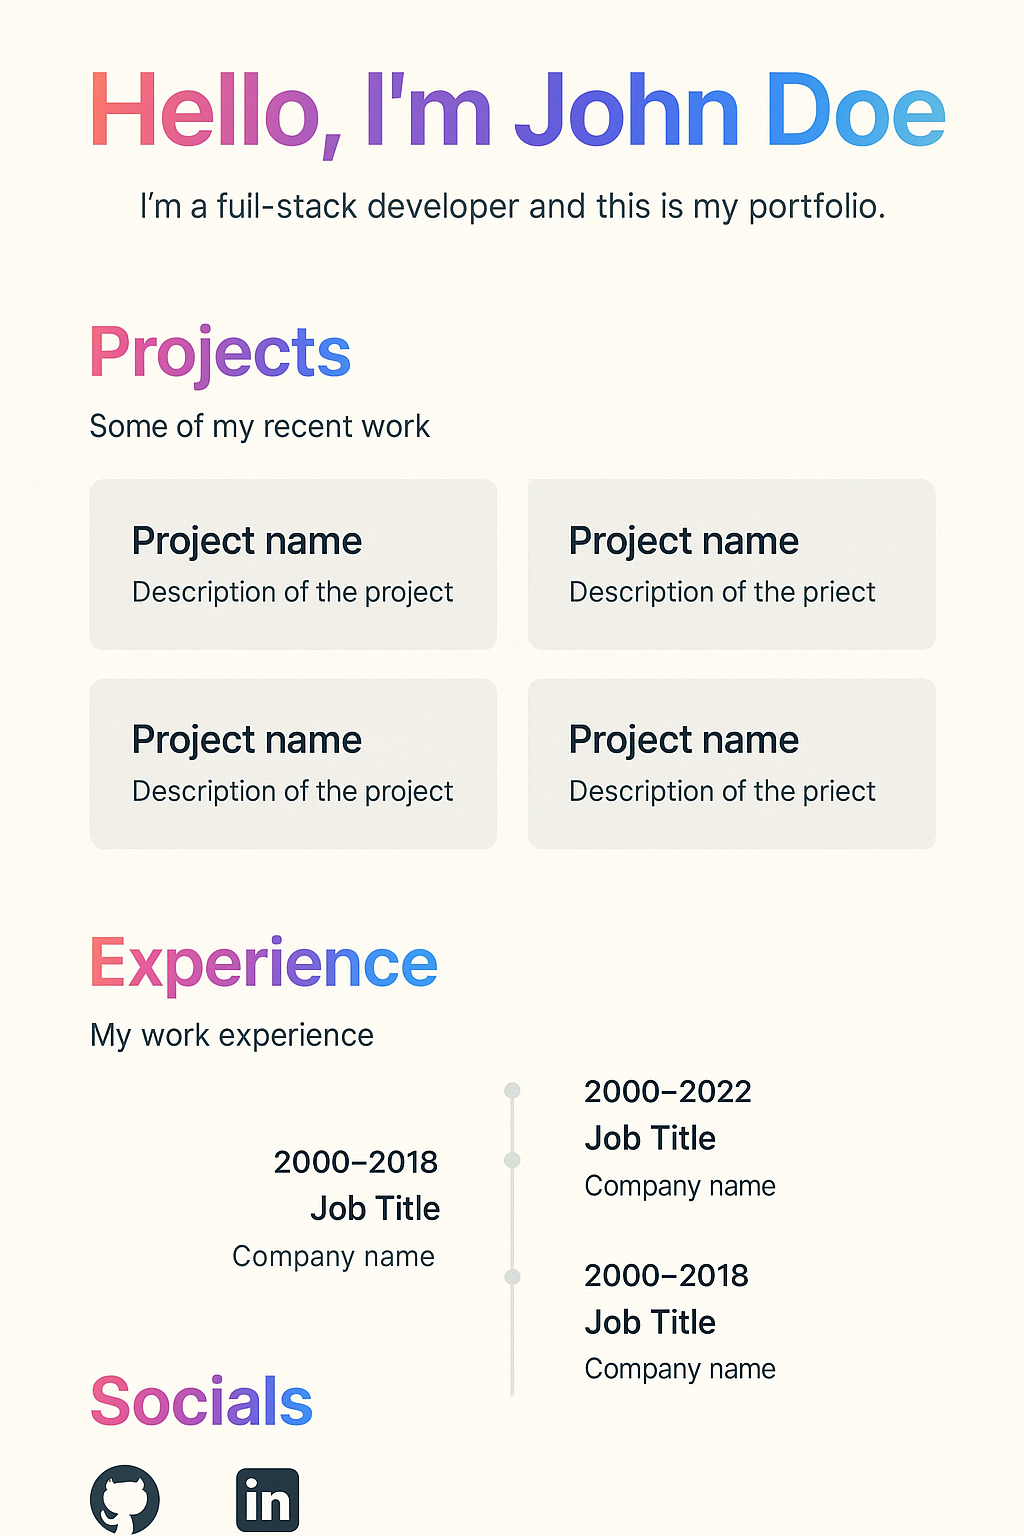 Hello, I'm John Doe
I'm a fuil-stack developer and this is my portfolio.
Projects
Some of my recent work
Project name
Description of the project
Project name
Description of the priect
Project name
Description of the project
Project name
Description of the priect
Experience
My work experience
2000–2022
Job Title
Company name
2000–2018
Job Title
Company name
2000–2018
Job Title
Company name
Socials
in